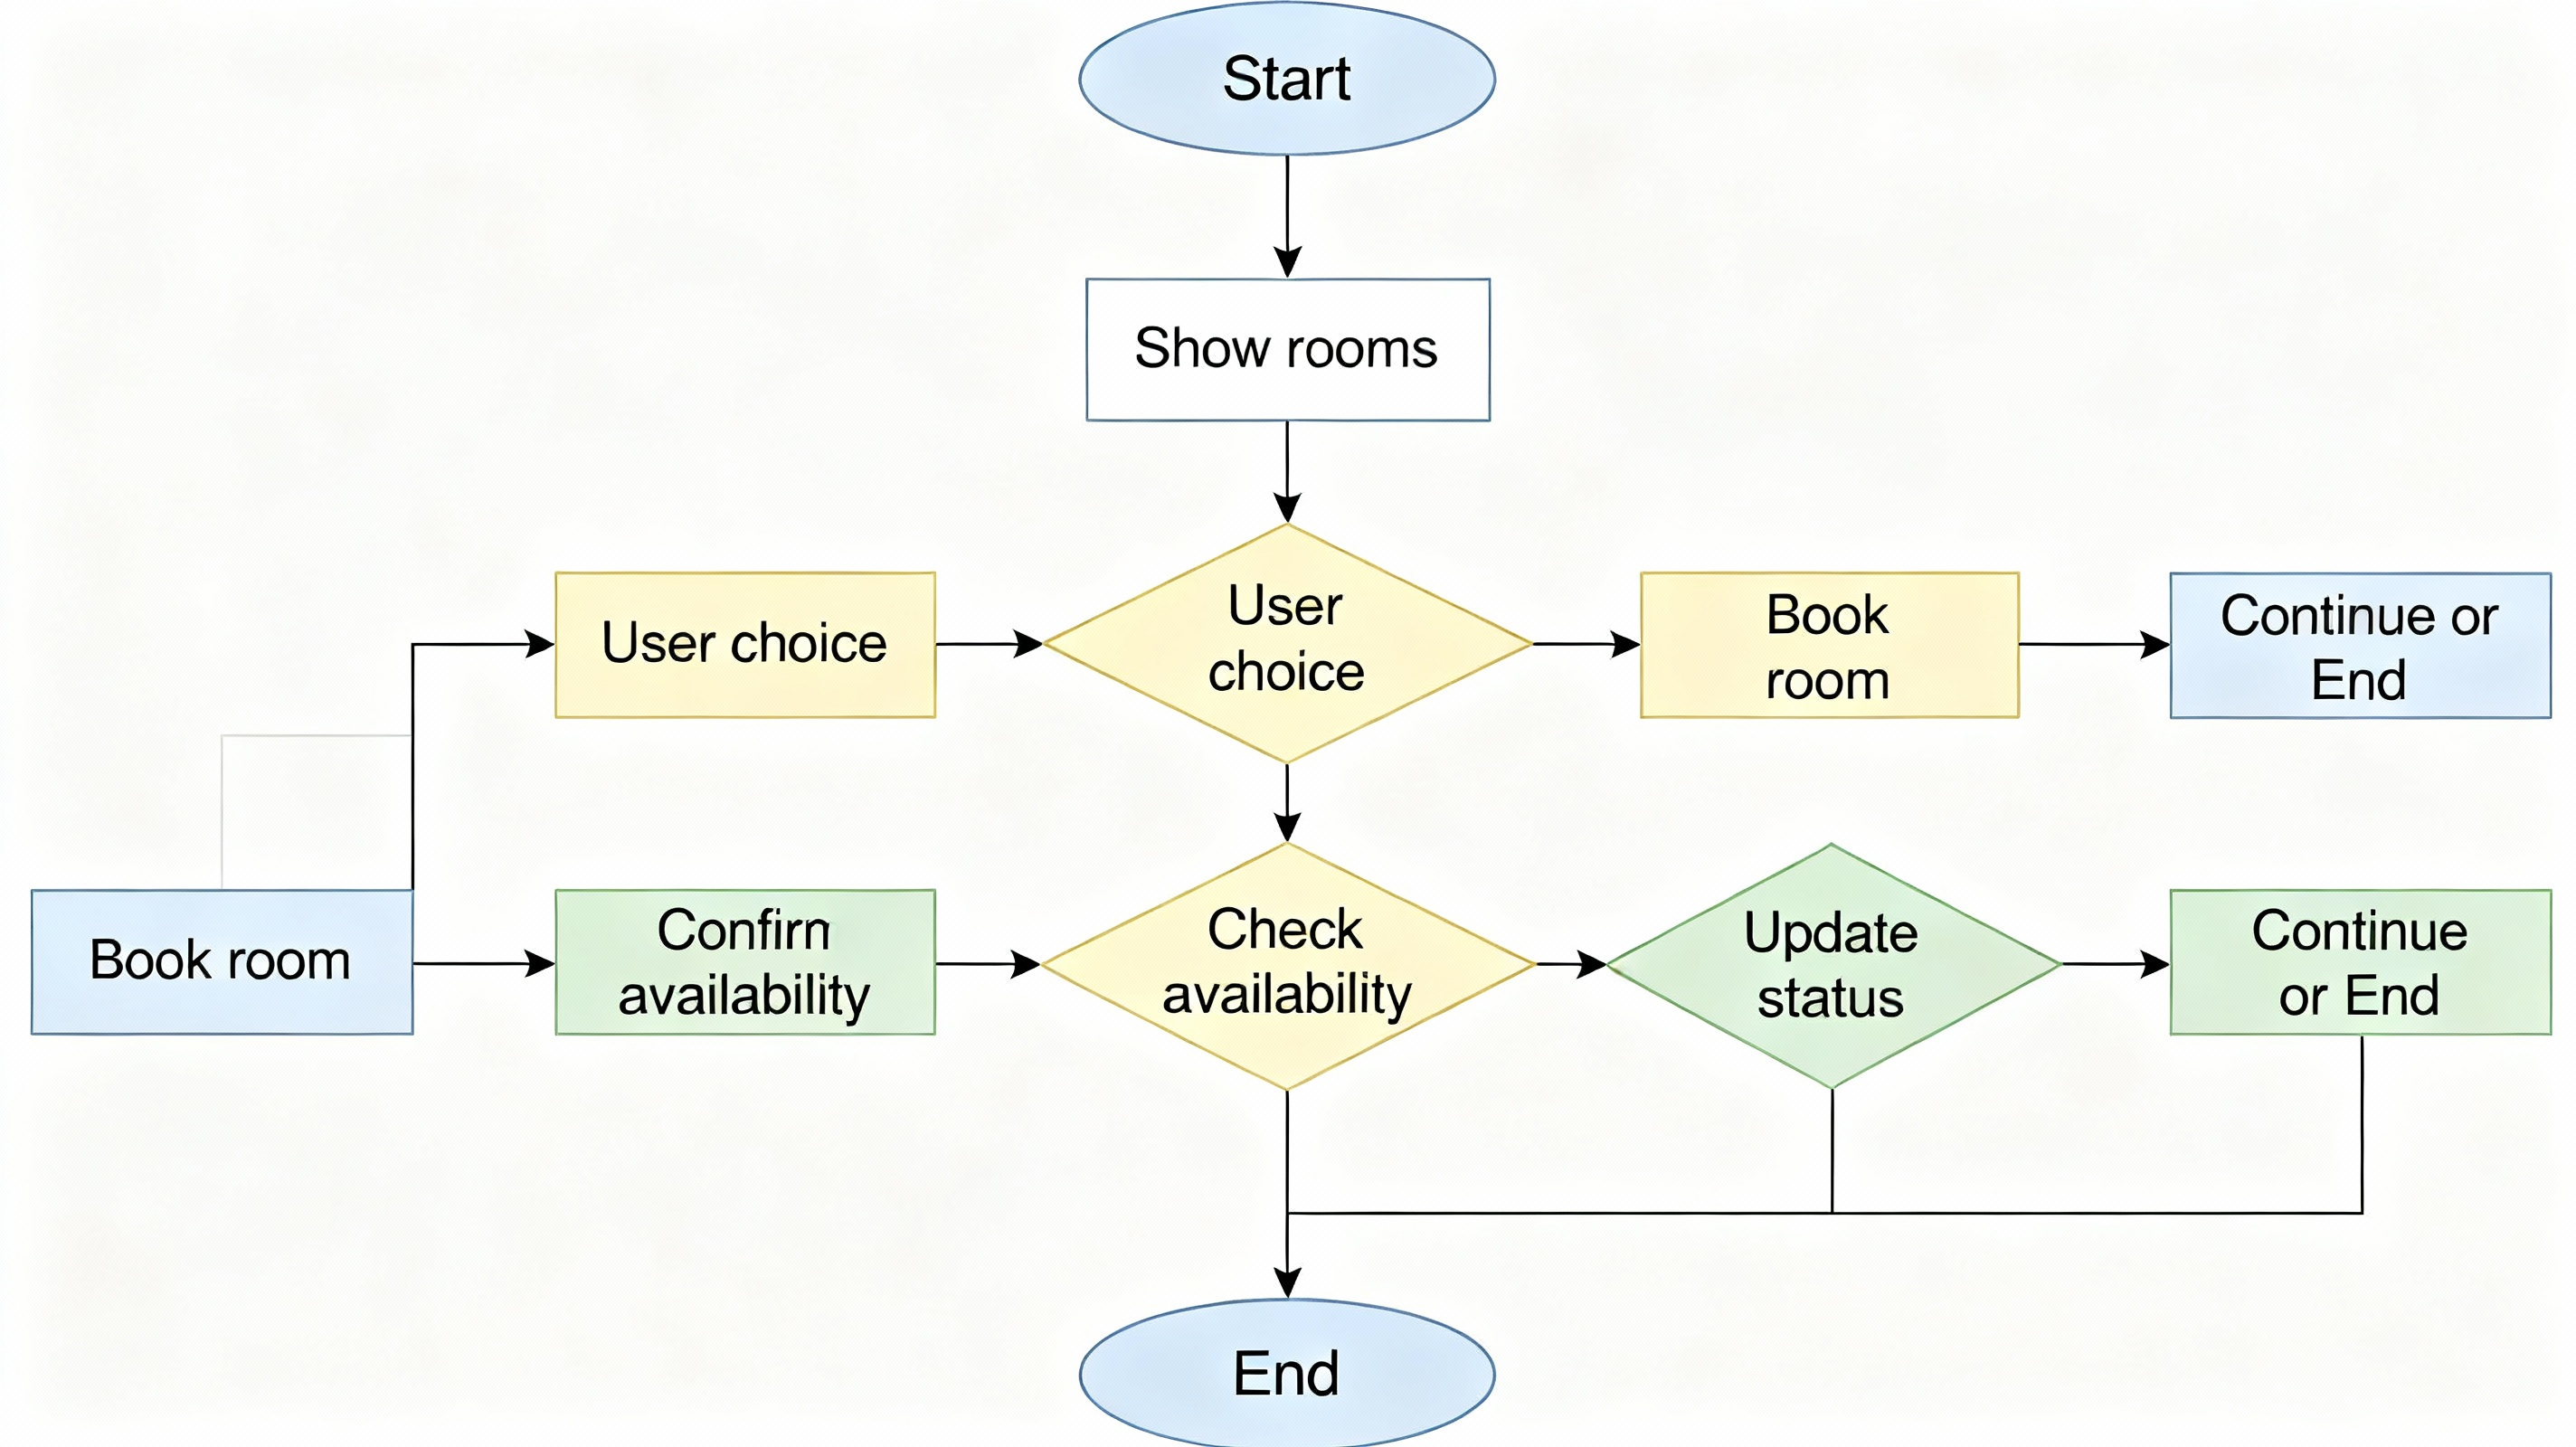 Start
Show rooms
User choice
User
choice
Book
room
Continue or
End
Book room
Confirm
availability
Check
availability
Update
status
Continue
or End
End